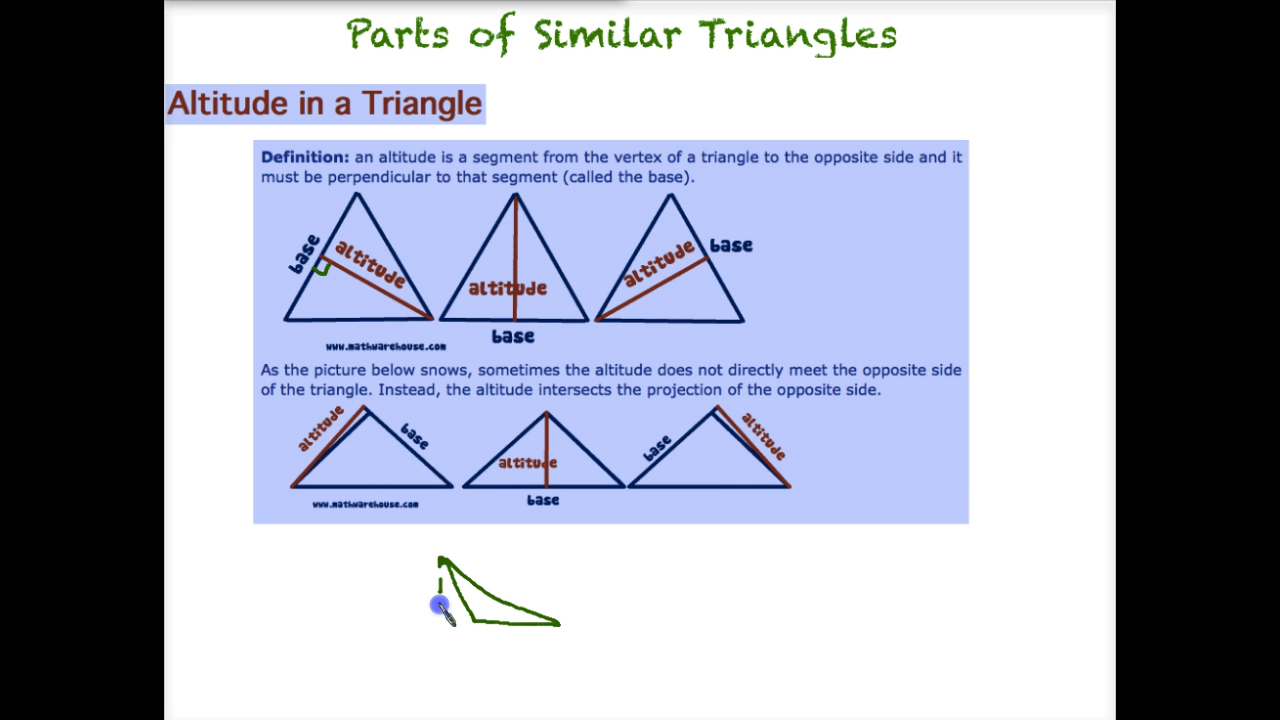 Parts of Similar Triangles
Altitude in a Triangle
Definition: an altitude is a segment from the vertex of a triangle to the opposite side and it
must be perpendicular to that segment (called the base).
base
altitude
altitude
base
altitude
base
www.mathwarehouse.com
As the picture below snows, sometimes the altitude does not directly meet the opposite side
of the triangle. Instead, the altitude intersects the projection of the opposite side.
altitude
base
altitude
base
base
altitude
www.mathwarehouse.com